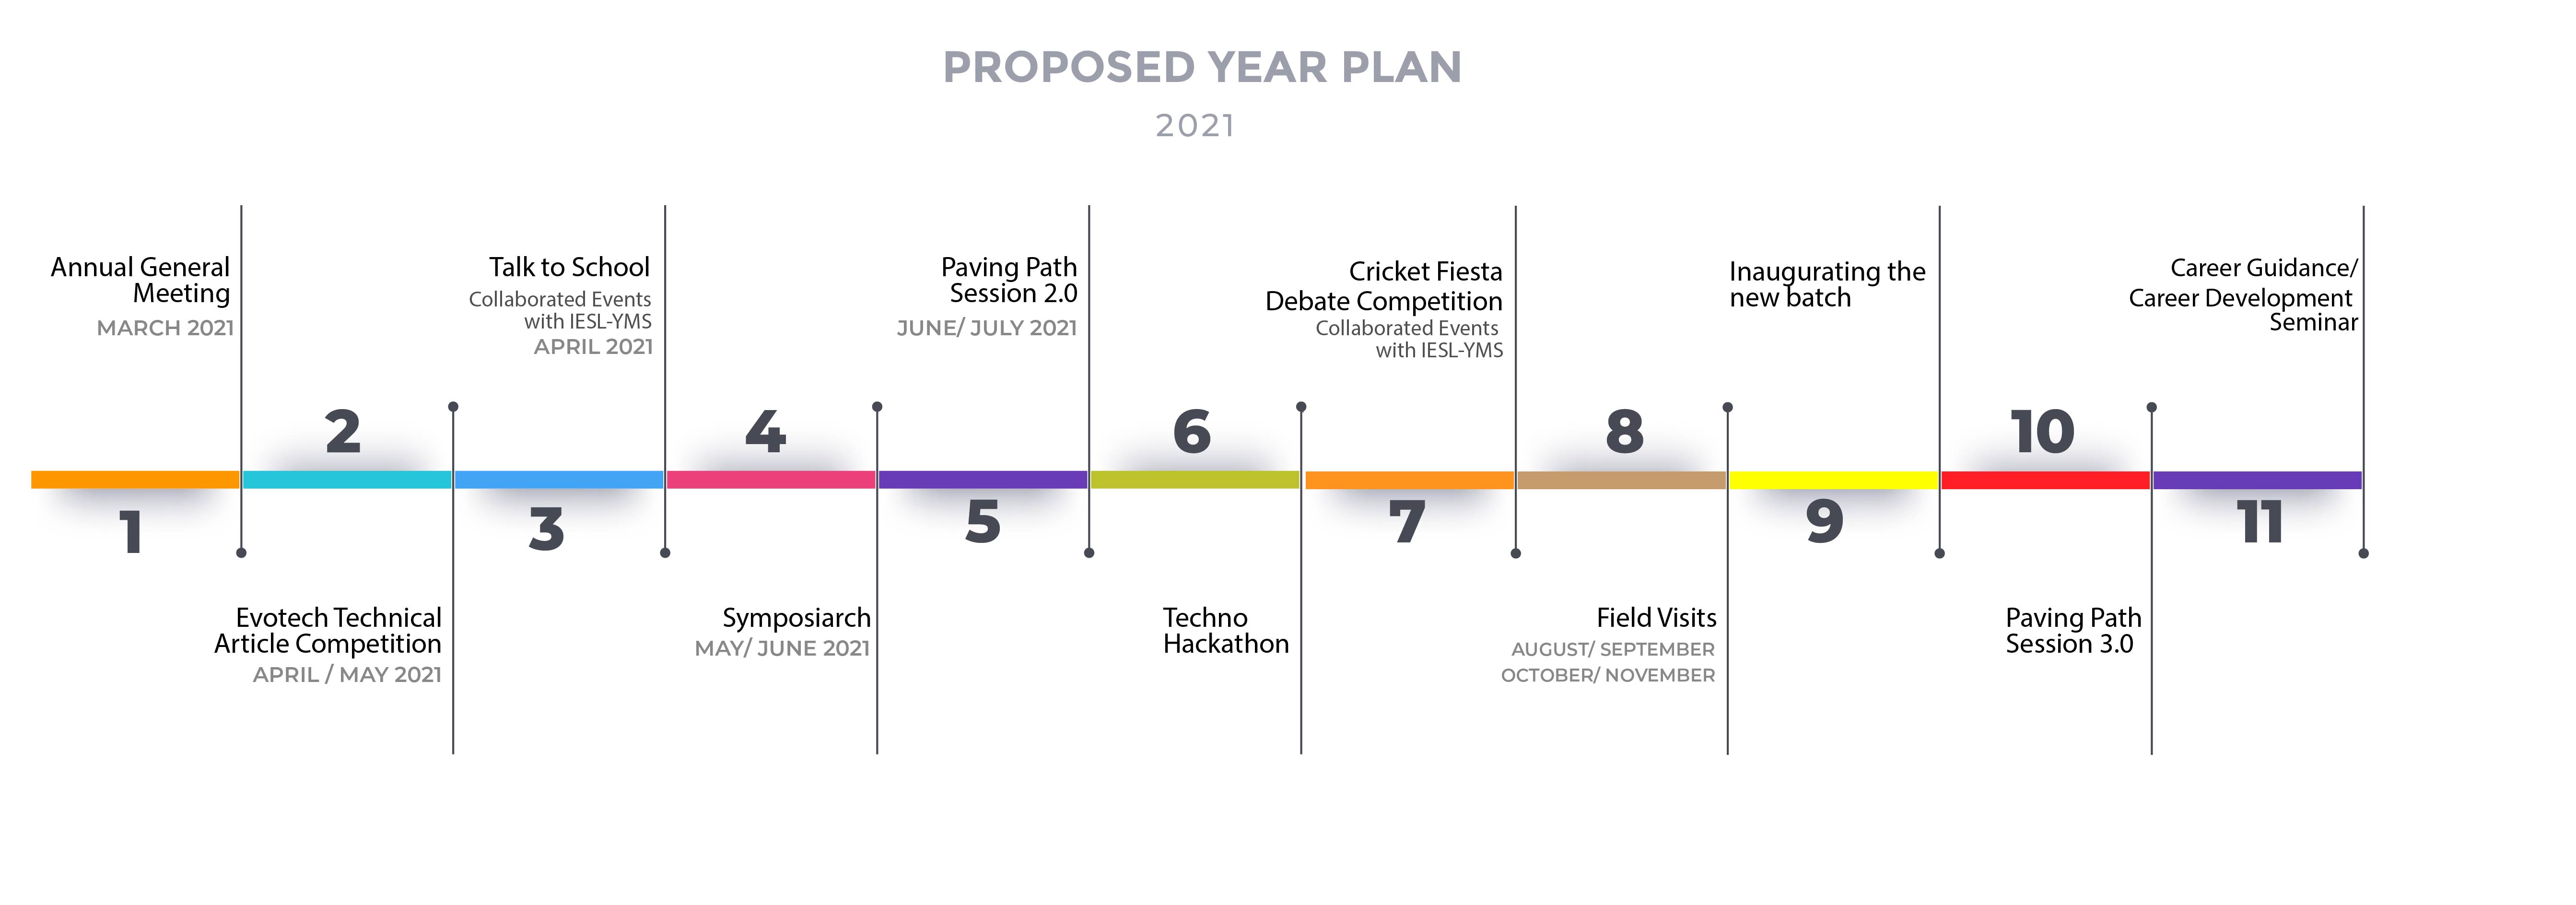 PROPOSED YEAR PLAN
2021
Annual General
Meeting
MARCH 2021
1
2
Evotech Technical
Article Competition
APRIL / MAY 2021
Talk to School
Collaborated Events
with IESL-YMS
APRIL 2021
3
4
Symposiarch
MAY/ JUNE 2021
Paving Path
Session 2.0
JUNE/ JULY 2021
5
6
Techno
Hackathon
Cricket Fiesta
Debate Competition
Collaborated Events
with IESL-YMS
7
8
Field Visits
AUGUST/ SEPTEMBER
OCTOBER/ NOVEMBER
Inaugurating the
new batch
9
10
Paving Path
Session 3.0
Career Guidance/
Career Development
Seminar
11